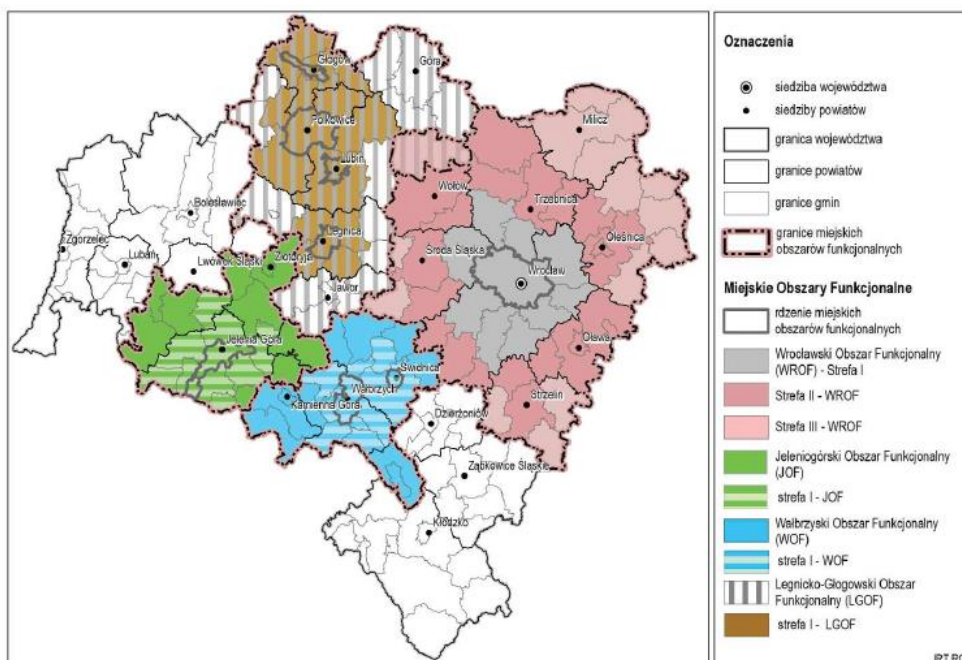 Głogów
Góra
Polkowice
Milicz
Lubin
Wołów
Trzebnica
Bolesławiec
Legnica
Oleśnica
Zgorzelec
Środa Śląska
Złotoryja
Lubań
Lwówek Śląski
Wrocław
Jawor
Jelenia Góra
Oława
Świdnica
Wałbrzych
Kamienna Góra
Strzelin
Dzierżoniów
Ząbkowice Śląskie
Kłodzko
Oznaczenia
siedziba województwa
siedziby powiatów
granica województwa
granice powiatów
granice gmin
granice miejskich
obszarów funkcjonalnych
Miejskie Obszary Funkcjonalne
rdzenie miejskich
obszarów funkcjonalnych
Wrocławski Obszar Funkcjonalny
(WROF) - Strefa I
Strefa II - WROF
Strefa III - WROF
Jeleniogórski Obszar Funkcjonalny
(JOF)
strefa I - JOF
Wałbrzyski Obszar Funkcjonalny
(WOF)
strefa I - WOF
Legnicko-Głogowski Obszar
Funkcjonalny (LGOF)
strefa I - LGOF